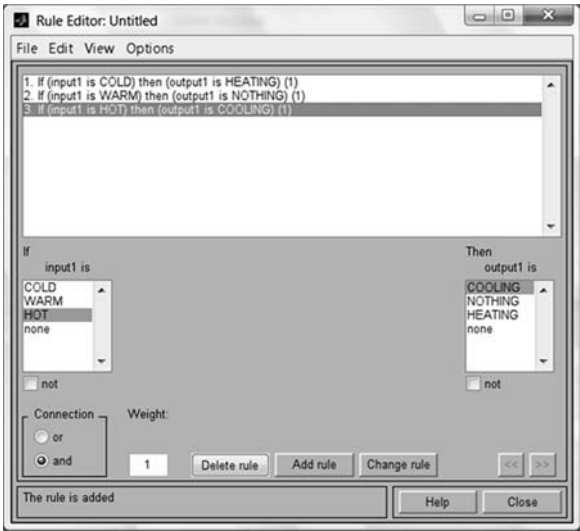 Rule Editor: Untitled
File Edit View Options
1. If (input1 is COLD) then (output1 is HEATING) (1)
2. If (input1 is WARM) then (output1 is NOTHING) (1)
3. If (input1 is HOT) then (output1 is COOLING) (1)
If
input1 is
COLD
WARM
HOT
none
not
Then
output1 is
COOLING
NOTHING
HEATING
none
not
Connection
or
and
Weight:
1
Delete rule
Add rule
Change rule
<<
>>
The rule is added
Help
Close